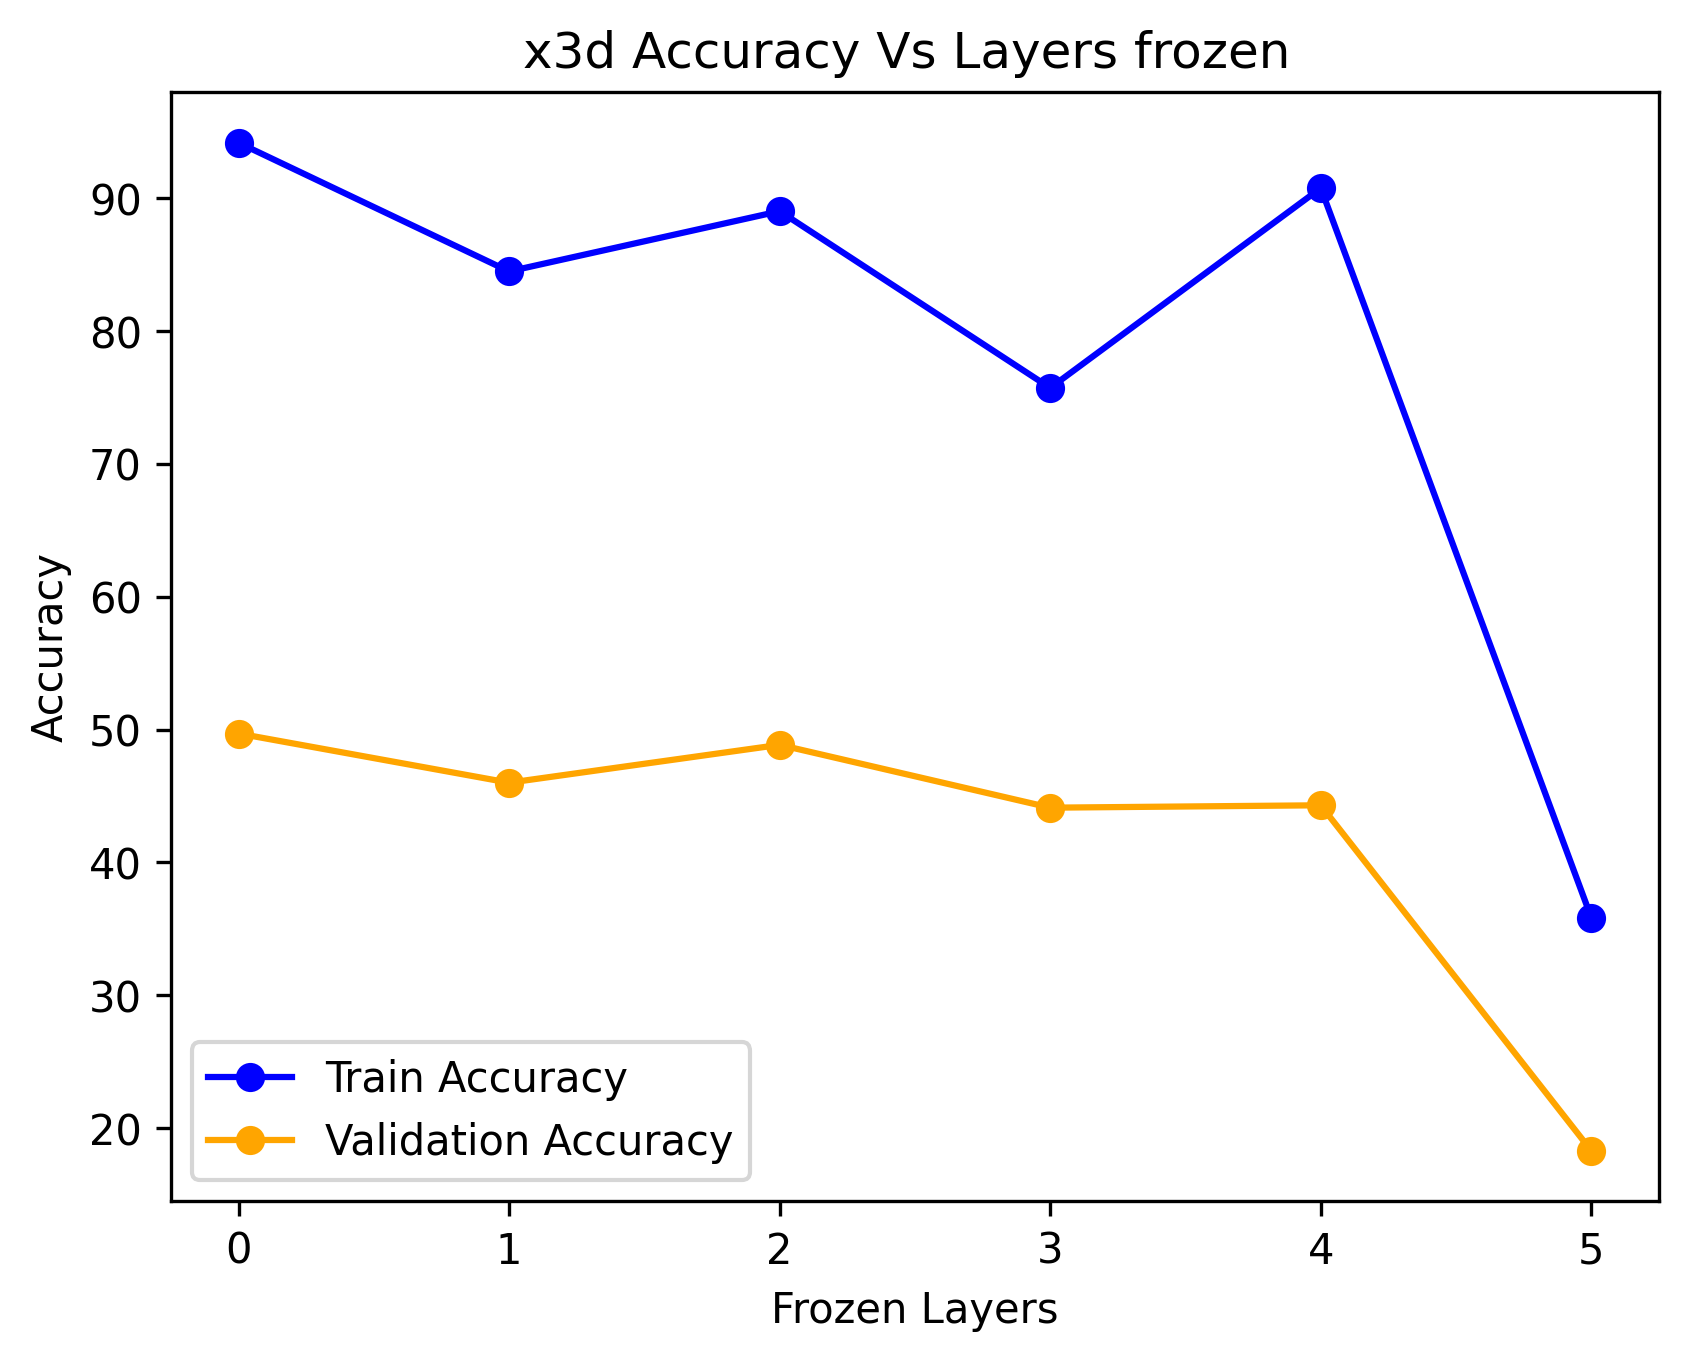 x3d Accuracy Vs Layers frozen
Accuracy
90
80
70
60
50
40
30
20
Train Accuracy
Validation Accuracy
0 1 2 3 4 5
Frozen Layers